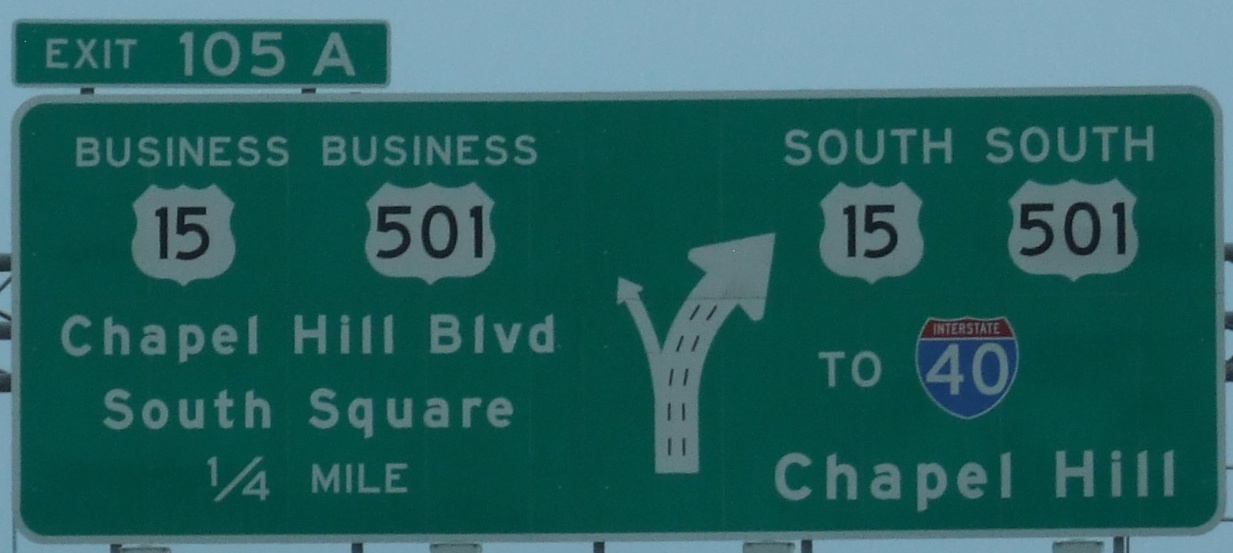 EXIT 105 A
BUSINESS BUSINESS
15 501
Chapel Hill Blvd
South Square
1/4 MILE
SOUTH SOUTH
15 501
TO INTERSTATE 40
Chapel Hill